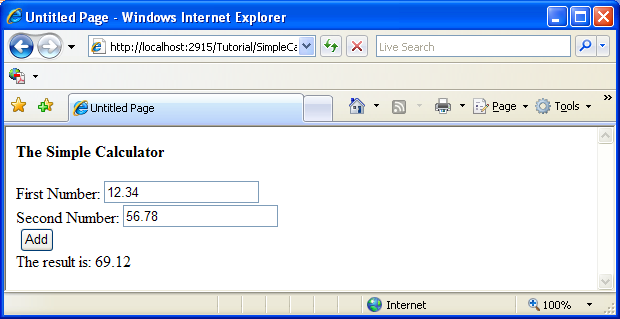 Untitled Page - Windows Internet Explorer
http://localhost:2915/Tutorial/SimpleCa
Live Search
Untitled Page
Page
Tools
»
The Simple Calculator
First Number: 12.34
Second Number: 56.78
Add
The result is: 69.12
Internet
100%